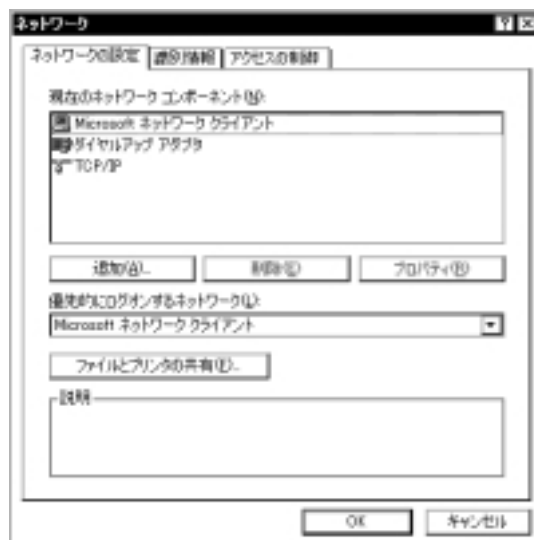 ネットワーク
ネットワークの設定 識別情報 アクセスの制御
現在のネットワーク コンポーネント(N):
Microsoft ネットワーク クライアント
ダイヤルアップ アダプタ
TCP/IP
追加(A)... 削除(E) プロパティ(R)
優先的にログオンするネットワーク(L):
Microsoft ネットワーク クライアント
ファイルとプリンタの共有(F)...
説明
OK キャンセル